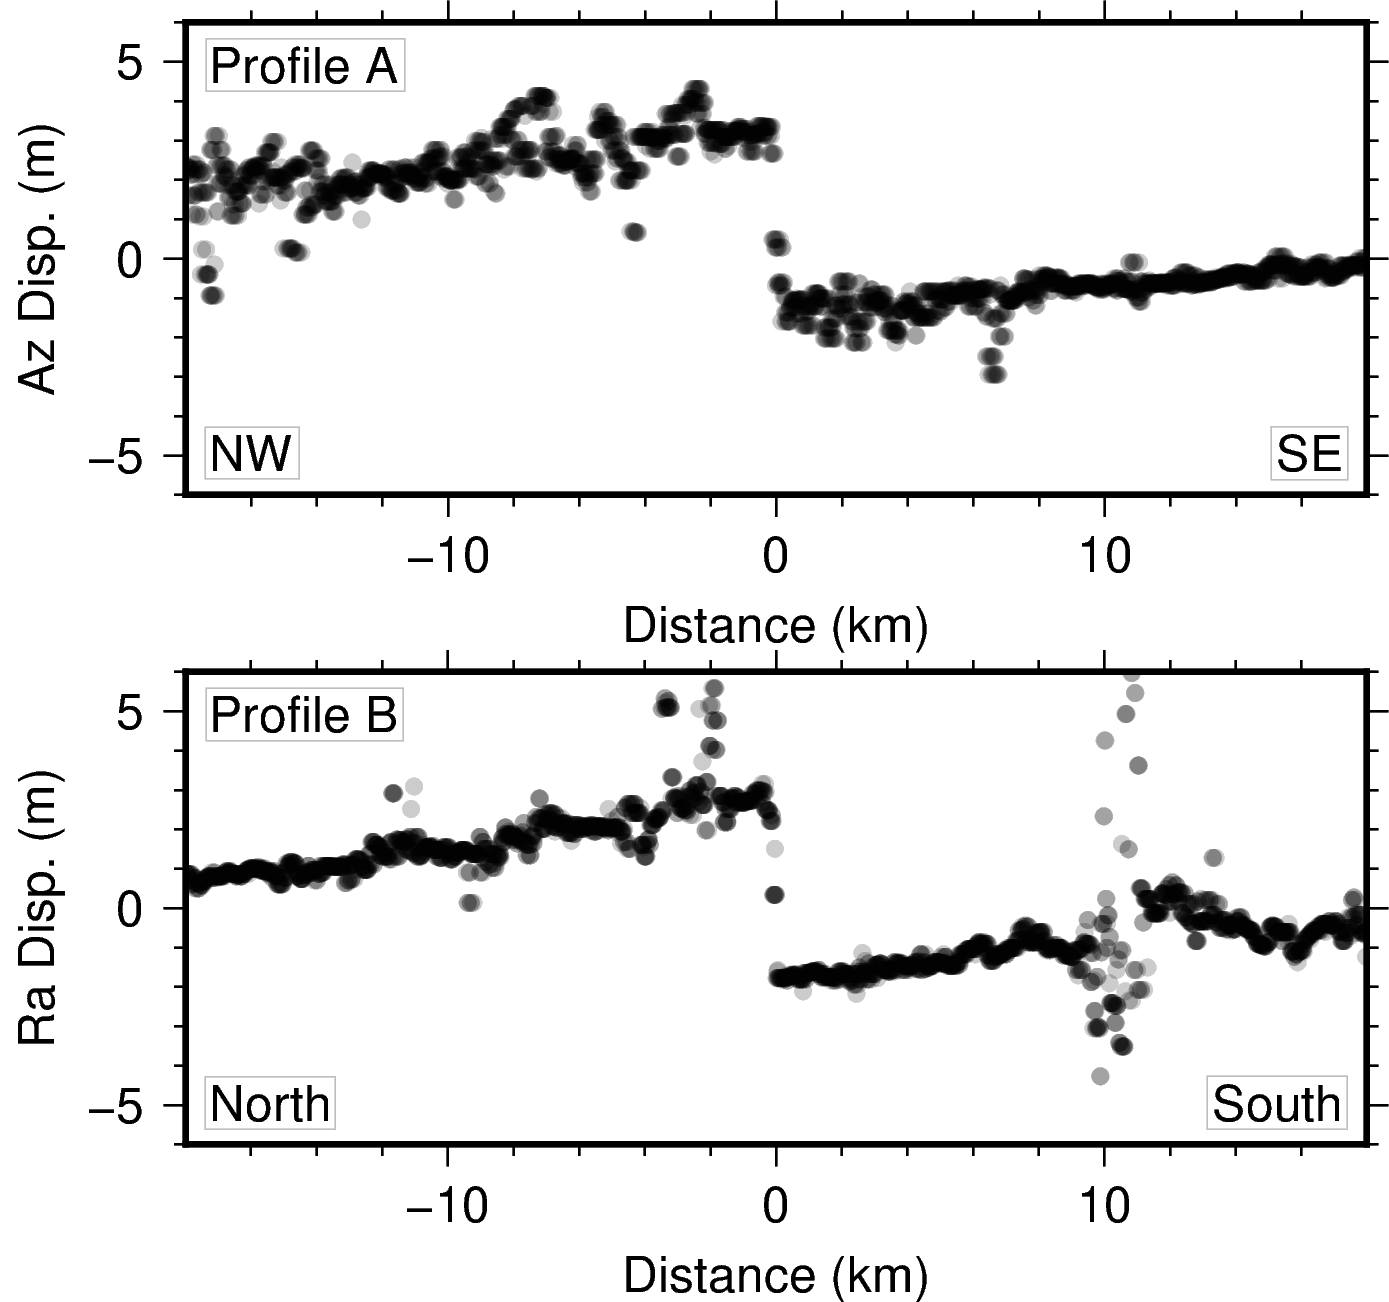 Profile A
5
0
−5
Az Disp. (m)
NW
SE
−10 0 10
Distance (km)
Profile B
5
0
−5
Ra Disp. (m)
North
South
−10 0 10
Distance (km)